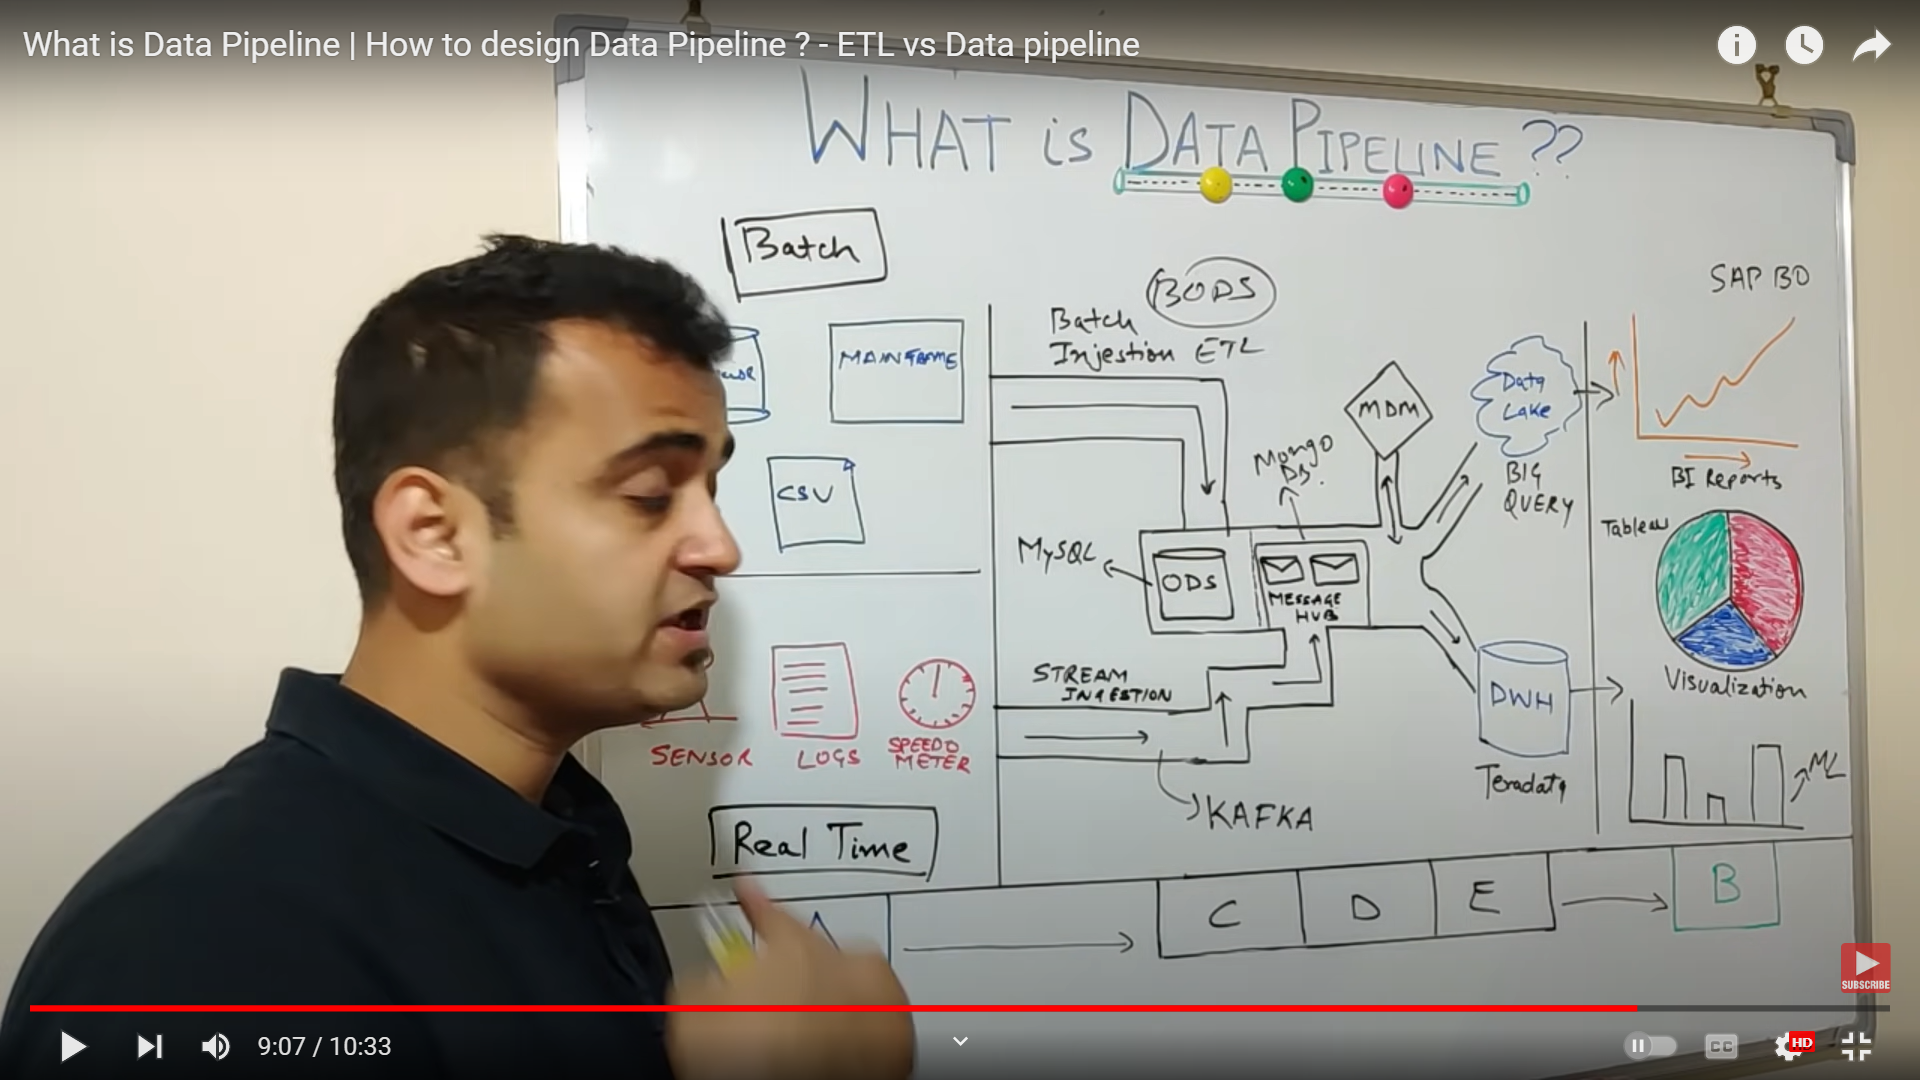 What is Data Pipeline | How to design Data Pipeline ? - ETL vs Data pipeline
WHAT is DATA PIPELINE ??
Batch
BODS
SAP BO
Batch
Injestion ETL
MAINFRAME
Data
Lake
MDM
Mongo
DB.
BIG
QUERY
BI Reports
CSV
Tableau
MySQL
ODS
MESSAGE
HUB
STREAM
INGESTION
Visualization
DWH
SENSOR
LOGS
SPEEDO
METER
Teradata
ML
KAFKA
Real Time
C
D
E
B
SUBSCRIBE
9:07 / 10:33
CC
HD